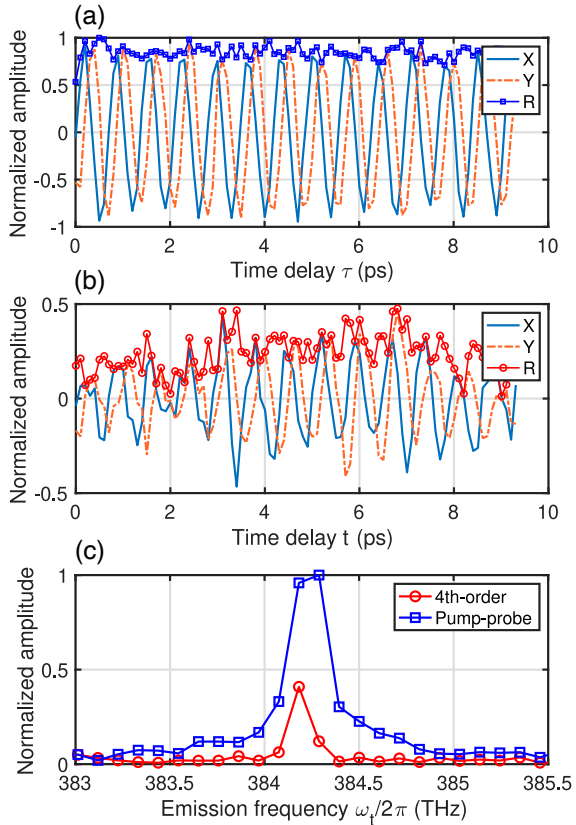 (a)
Normalized amplitude
1
0.5
0
-0.5
-1
X
Y
R
0 2 4 6 8 10
Time delay τ (ps)
(b)
Normalized amplitude
0.5
0
-0.5
X
Y
R
0 2 4 6 8 10
Time delay t (ps)
(c)
Normalized amplitude
1
0.5
0
4th-order
Pump-probe
383 383.5 384 384.5 385 385.5
Emission frequency ωt/2π (THz)